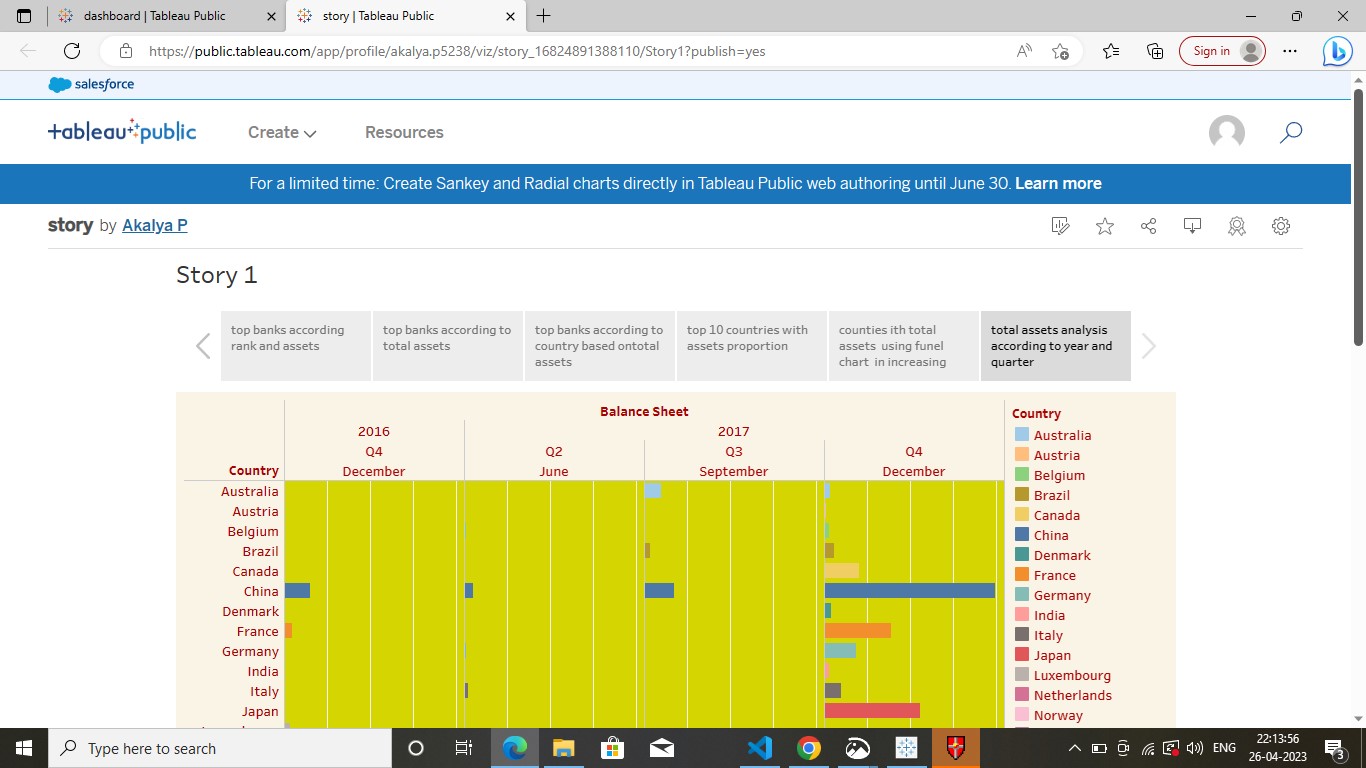 dashboard | Tableau Public
story | Tableau Public
https://public.tableau.com/app/profile/akalya.p5238/viz/story_16824891388110/Story1?publish=yes
Sign in
salesforce
tableau public
Create
Resources
For a limited time: Create Sankey and Radial charts directly in Tableau Public web authoring until June 30. Learn more
story by Akalya P
Story 1
top banks according
rank and assets
top banks according to
total assets
top banks according to
country based ontotal
assets
top 10 countries with
assets proportion
counties ith total
assets using funel
chart in increasing
total assets analysis
according to year and
quarter
Balance Sheet
2016
2017
Q4
Q2
Q3
Q4
Country
December
June
September
December
Australia
Austria
Belgium
Brazil
Canada
China
Denmark
France
Germany
India
Italy
Japan
Country
Australia
Austria
Belgium
Brazil
Canada
China
Denmark
France
Germany
India
Italy
Japan
Luxembourg
Netherlands
Norway
Type here to search
ENG
22:13:56
26-04-2023
3